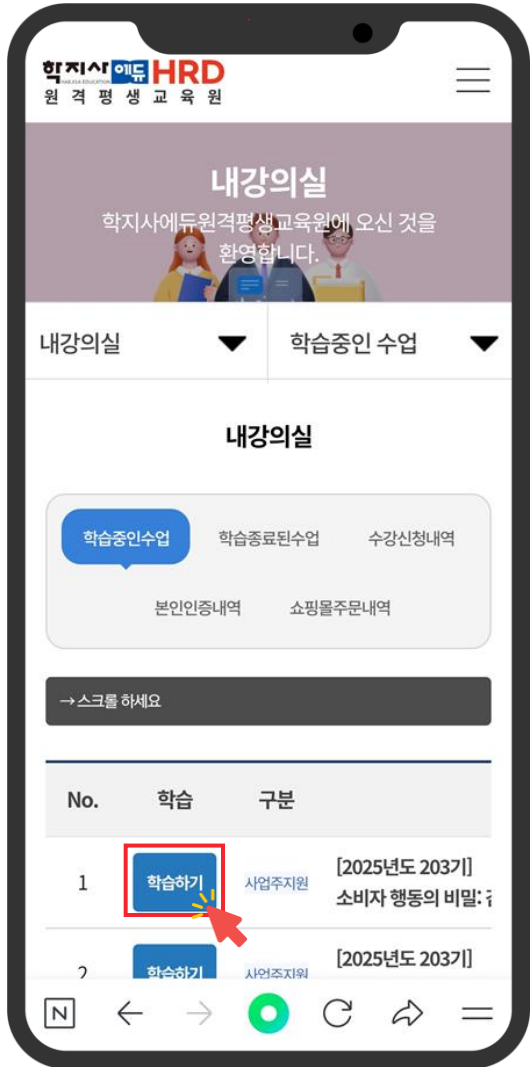 학지사에듀 HRD
HAKJISA EDUCATION
원격평생교육원
내강의실
학지사에듀원격평생교육원에 오신 것을
환영합니다.
내강의실
학습중인 수업
내강의실
학습중인수업
학습종료된수업
수강신청내역
본인인증내역
쇼핑몰주문내역
→스크롤 하세요
No. 학습 구분
1 학습하기 사업주지원 [2025년도 203기]
소비자 행동의 비밀:
2 학습하기 사업주지원 [2025년도 203기]
N